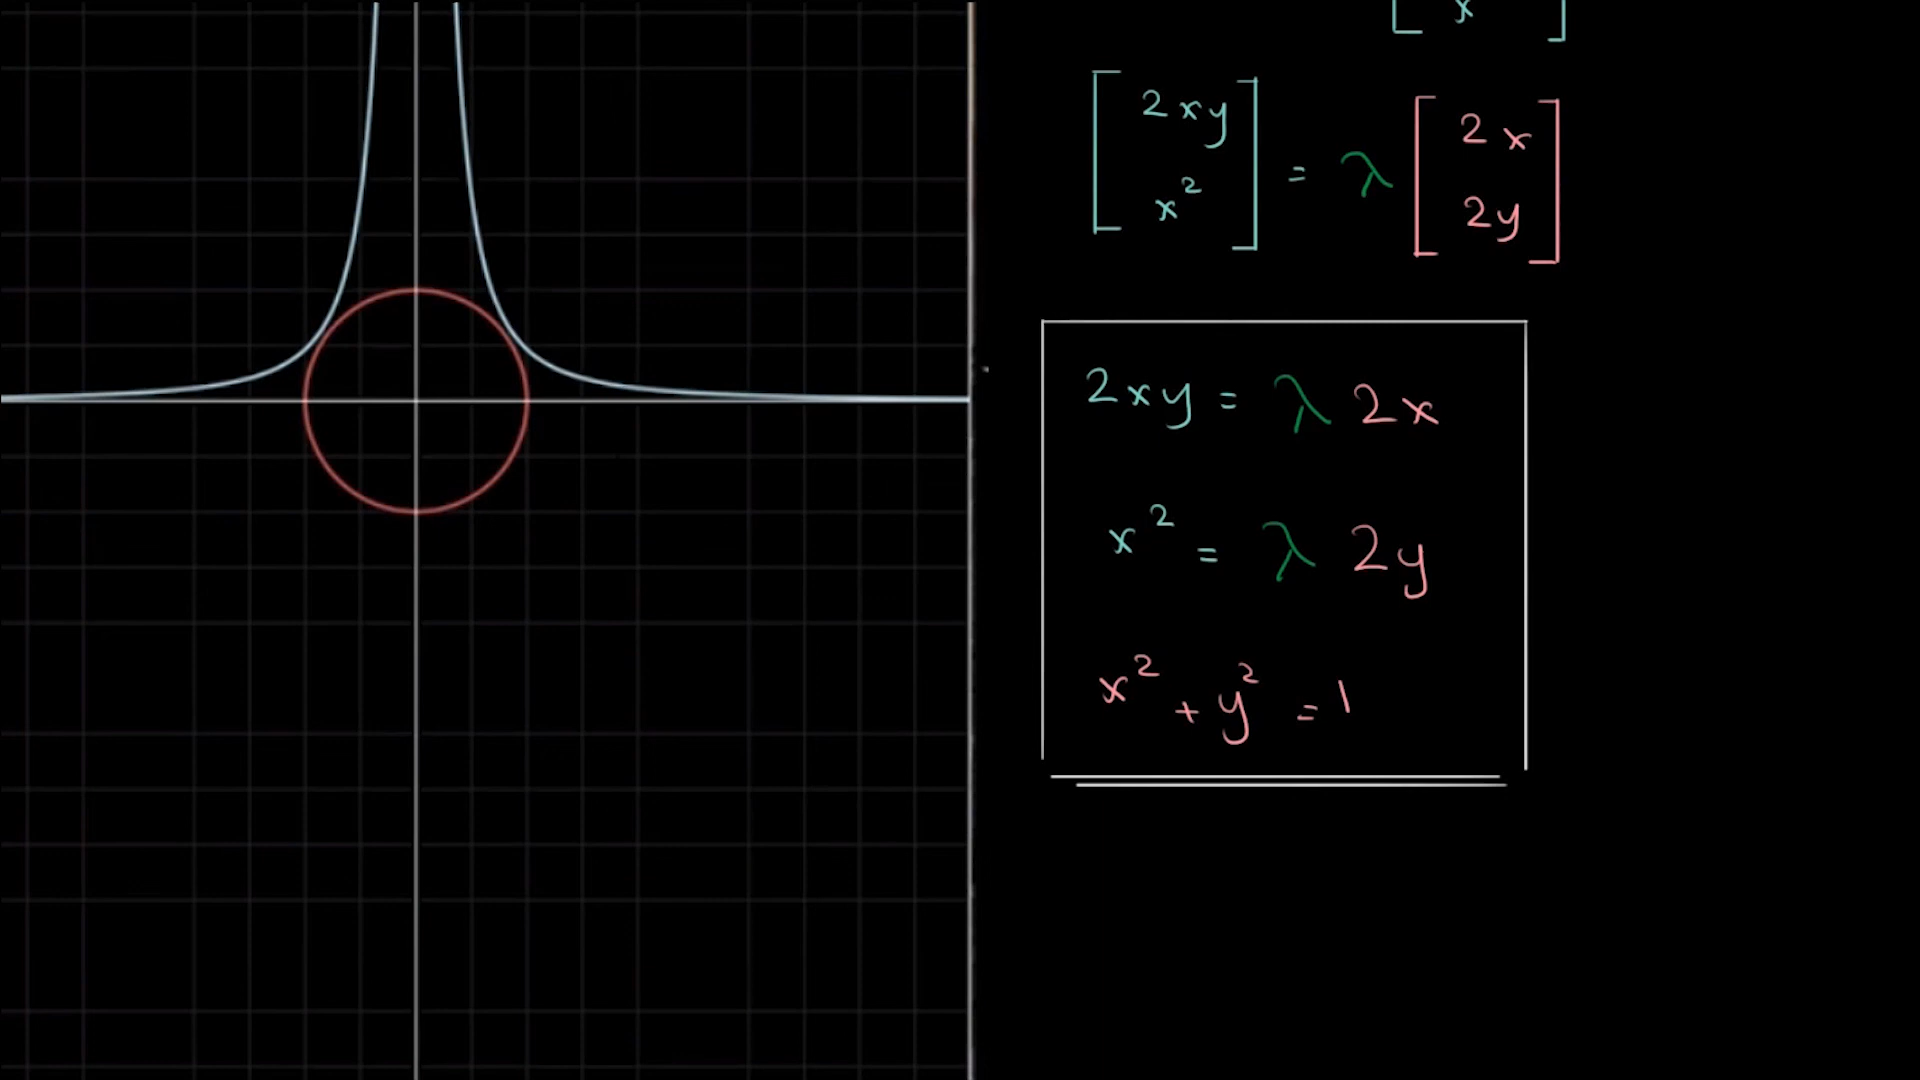 [ x ]
[ 2xy x² ] = λ [ 2x 2y ]
2xy = λ 2x
x² = λ 2y
x² + y² = 1